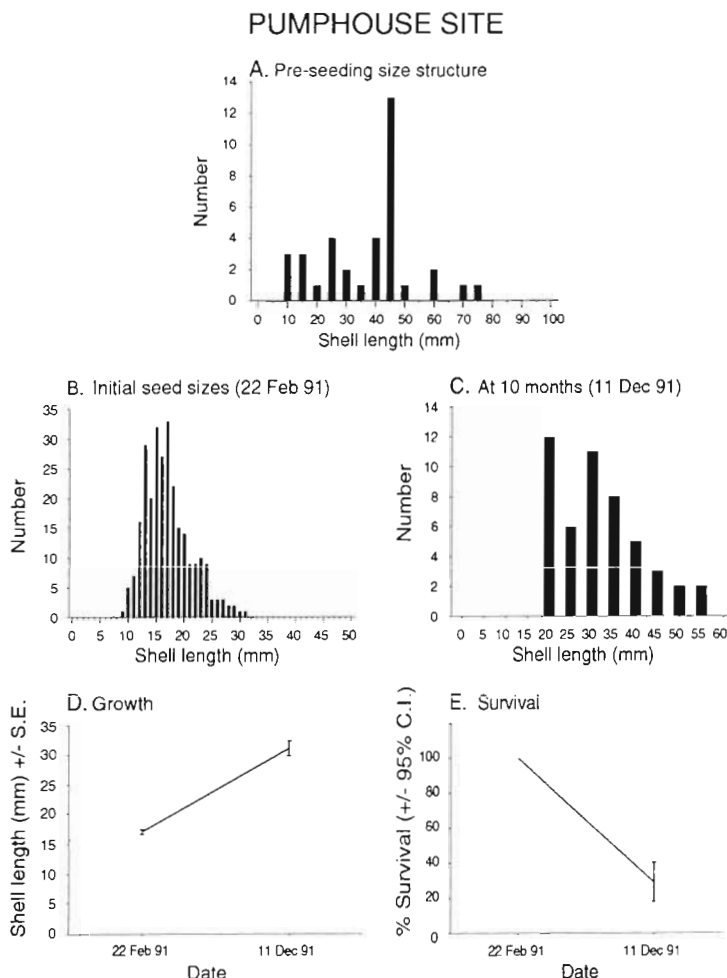 PUMPHOUSE SITE
A. Pre-seeding size structure
14
12
10
8
6
4
2
0
Number
0 10 20 30 40 50 60 70 80 90 100
Shell length (mm)
B. Initial seed sizes (22 Feb 91)
35
30
25
20
15
10
5
0
Number
0 5 10 15 20 25 30 35 40 45 50
Shell length (mm)
C. At 10 months (11 Dec 91)
14
12
10
8
6
4
2
0
Number
0 5 10 15 20 25 30 35 40 45 50 55 60
Shell length (mm)
D. Growth
35
30
25
20
15
10
5
0
Shell length (mm) +/- S.E.
22 Feb 91 11 Dec 91
Date
E. Survival
100
80
60
40
20
0
% Survival (+/- 95% C.I.)
22 Feb 91 11 Dec 91
Date